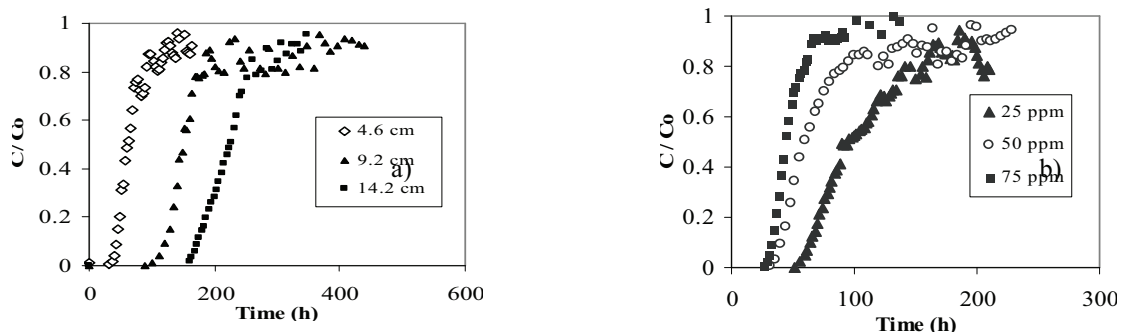 1
0.8
0.6
0.4
0.2
0
C/ Co
0 200 400 600
Time (h)
4.6 cm
9.2 cm
14.2 cm
a)
1
0.8
0.6
0.4
0.2
0
C / Co
0 100 200 300
Time (h)
25 ppm
50 ppm
75 ppm
b)